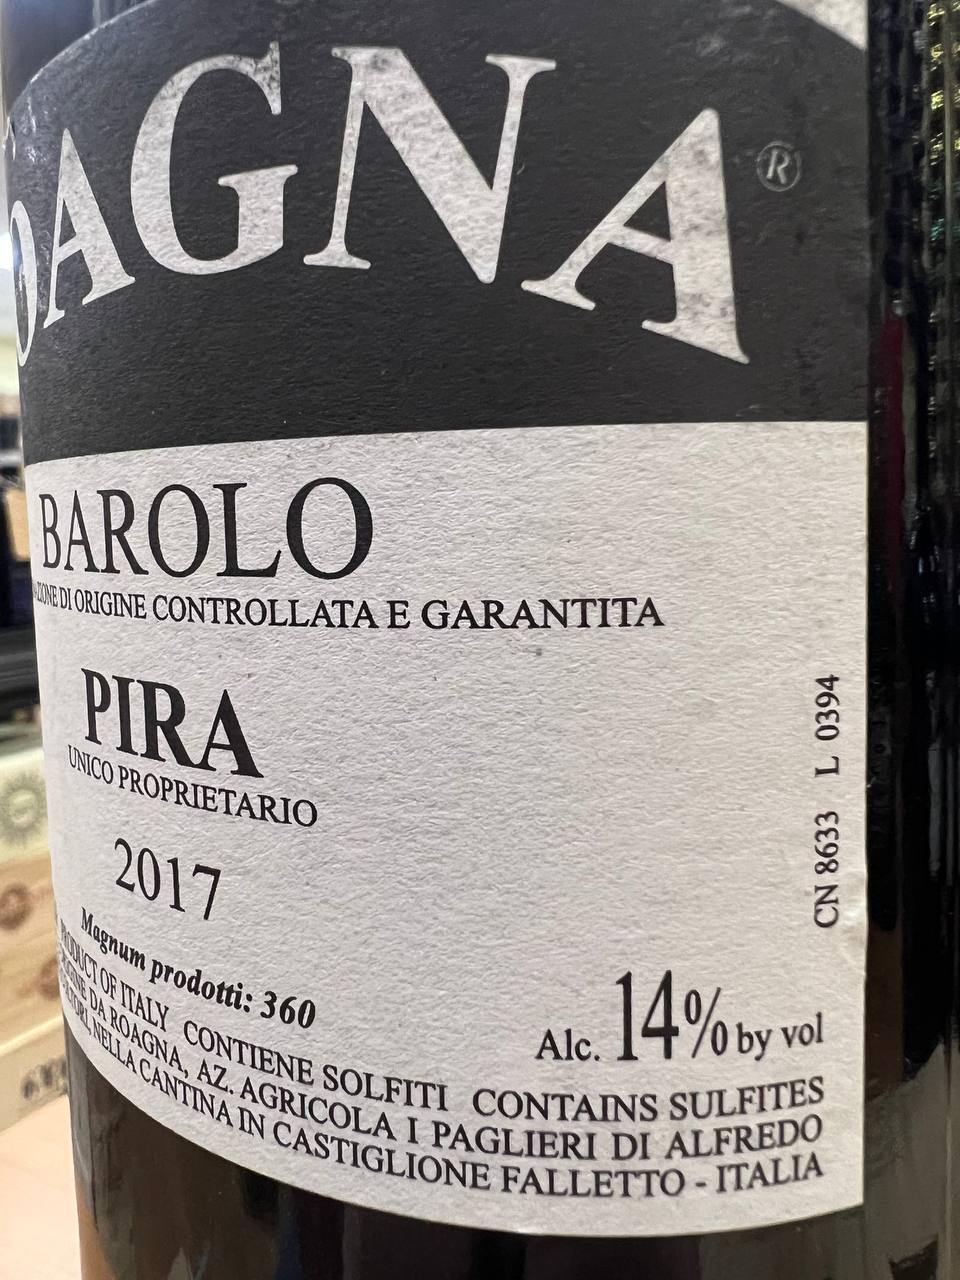 OAGNA®
BAROLO
ZIONE DI ORIGINE CONTROLLATA E GARANTITA
PIRA
UNICO PROPRIETARIO
2017
Magnum prodotti: 360
CN 8633 L 0394
Alc. 14% by vol
PRODUCT OF ITALY CONTIENE SOLFITI CONTAINS SULFITES
ORIGINE DA ROAGNA, AZ. AGRICOLA I PAGLIERI DI ALFREDO
NELLA CANTINA IN CASTIGLIONE FALLETTO - ITALIA